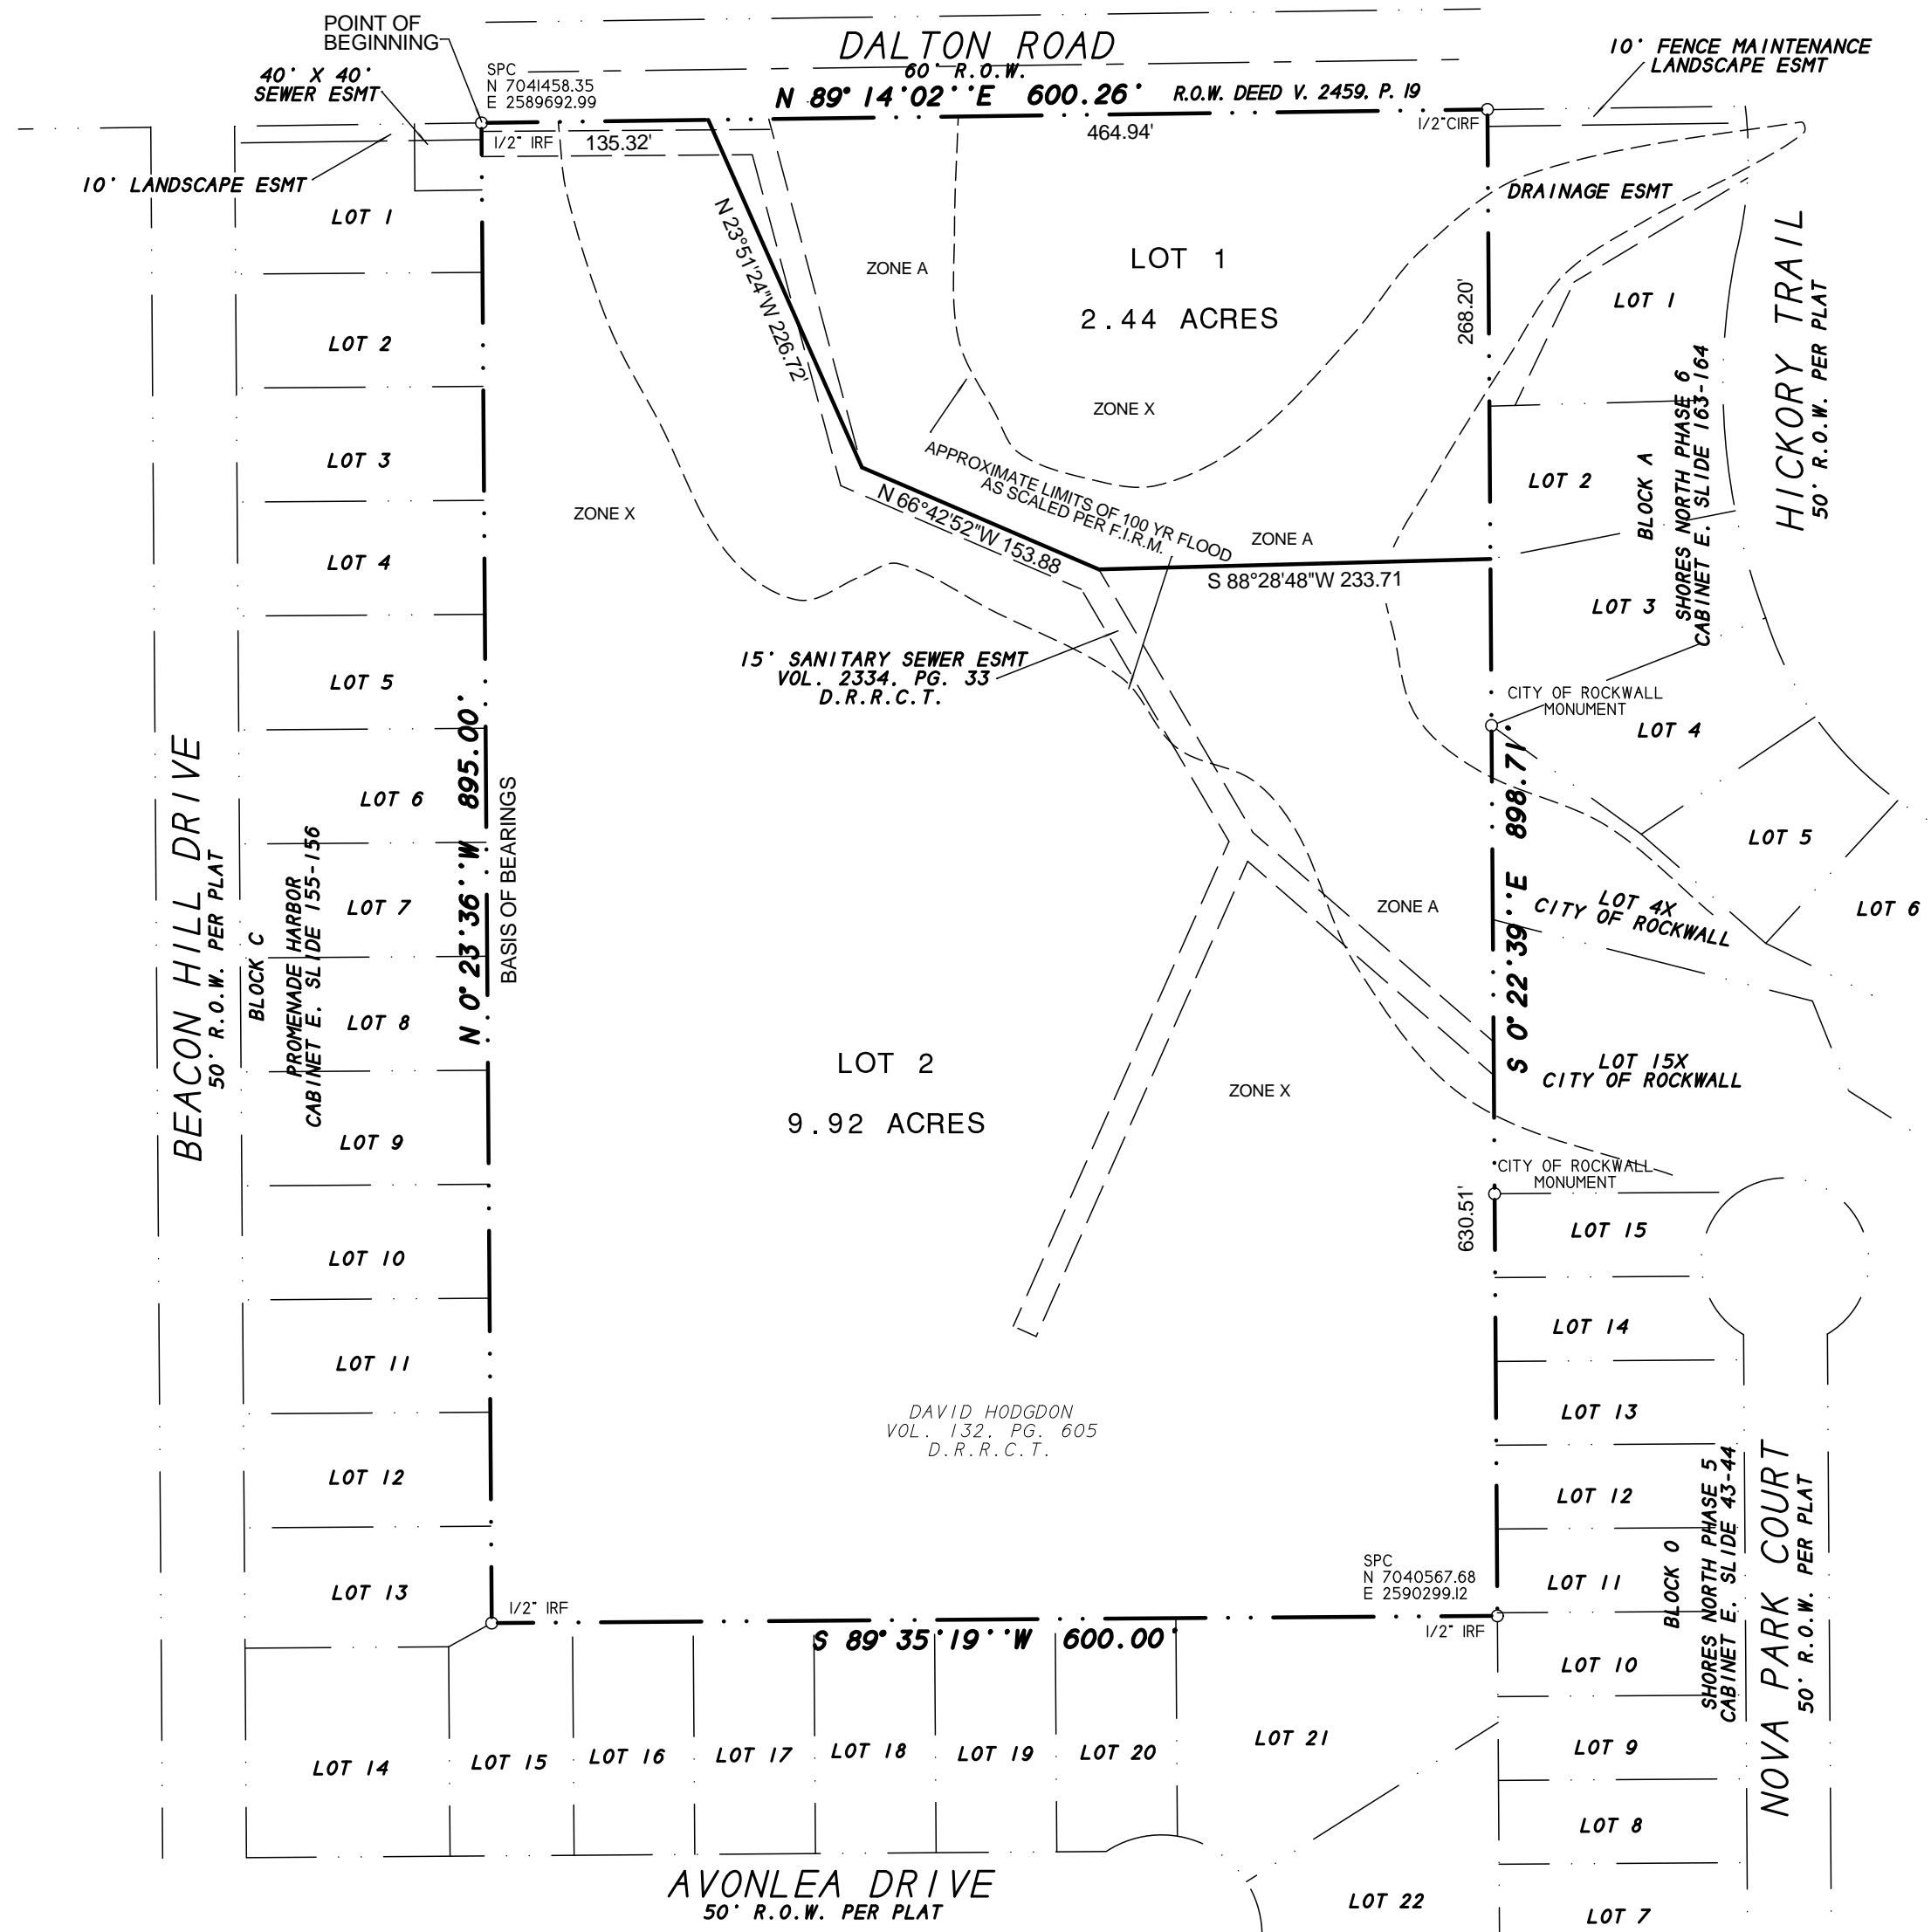 POINT OF
BEGINNING
DALTON ROAD
60' R.O.W.
N 89°14'02''E 600.26'
R.O.W. DEED V. 2459, P. 19
10' FENCE MAINTENANCE
LANDSCAPE ESMT
40' X 40'
SEWER ESMT
SPC
N 7041458.35
E 2589692.99
1/2" IRF
135.32'
464.94'
1/2"CIRF
10' LANDSCAPE ESMT
DRAINAGE ESMT
LOT 1
LOT 2
LOT 3
LOT 4
LOT 5
LOT 6
LOT 7
LOT 8
LOT 9
LOT 10
LOT 11
LOT 12
LOT 13
BEACON HILL DRIVE
50' R.O.W. PER PLAT
BLOCK C
PROMENADE HARBOR
CABINET E. SLIDE 155-156
N 0°23'36''W 895.00'
BASIS OF BEARINGS
N 23°51'24"W 226.72'
ZONE A
LOT 1
2.44 ACRES
ZONE X
268.20'
ZONE X
APPROXIMATE LIMITS OF 100 YR FLOOD
AS SCALED PER F.I.R.M.
N 66°42'52"W 153.88
ZONE A
S 88°28'48"W 233.71
15' SANITARY SEWER ESMT
VOL. 2334, PG. 33
D.R.R.C.T.
LOT 1
LOT 2
LOT 3
BLOCK A
SHORES NORTH PHASE 6
CABINET E. SLIDE 163-164
HICKORY TRAIL
50' R.O.W. PER PLAT
CITY OF ROCKWALL
MONUMENT
LOT 4
LOT 5
LOT 6
LOT 4X
CITY OF ROCKWALL
S 0°22'39''E 898.71'
ZONE A
LOT 15X
CITY OF ROCKWALL
LOT 2
9.92 ACRES
ZONE X
CITY OF ROCKWALL
MONUMENT
630.51'
DAVID HODGDON
VOL. 132, PG. 605
D.R.R.C.T.
LOT 15
LOT 14
LOT 13
LOT 12
LOT 11
LOT 10
LOT 9
LOT 8
LOT 7
BLOCK O
SHORES NORTH PHASE 5
CABINET E. SLIDE 43-44
NOVA PARK COURT
50' R.O.W. PER PLAT
SPC
N 7040567.68
E 2590299.12
1/2" IRF
1/2" IRF
S 89°35'19''W 600.00'
LOT 14
LOT 15
LOT 16
LOT 17
LOT 18
LOT 19
LOT 20
LOT 21
LOT 22
AVONLEA DRIVE
50' R.O.W. PER PLAT